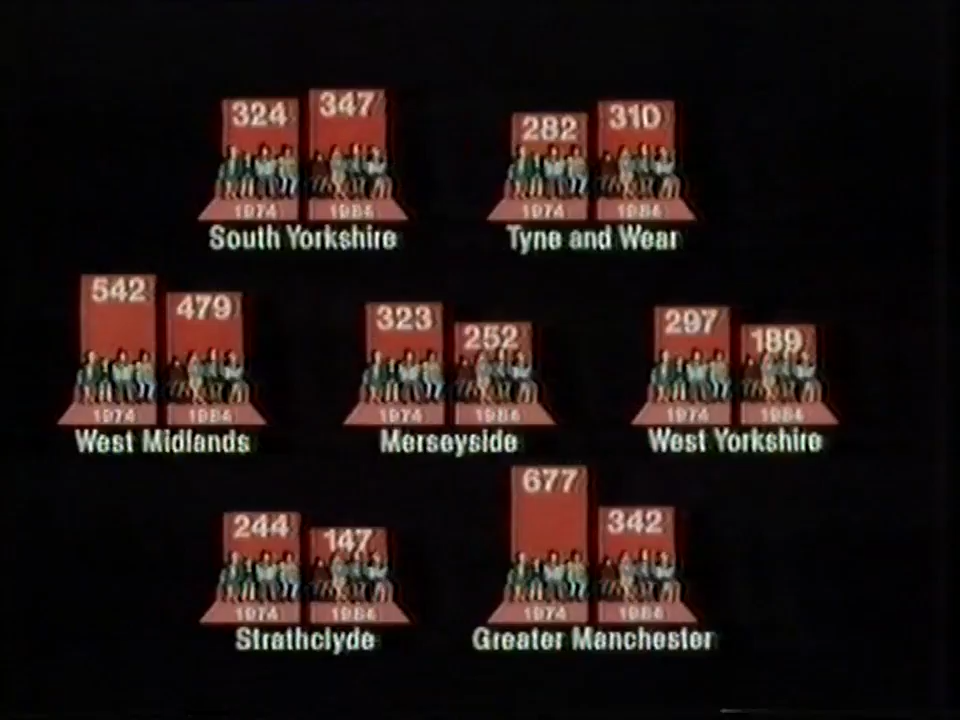 324 347
1974 1984
South Yorkshire
282 310
1974 1984
Tyne and Wear
542 479
1974 1984
West Midlands
323 252
1974 1984
Merseyside
297 189
1974 1984
West Yorkshire
244 147
1974 1984
Strathclyde
677 342
1974 1984
Greater Manchester